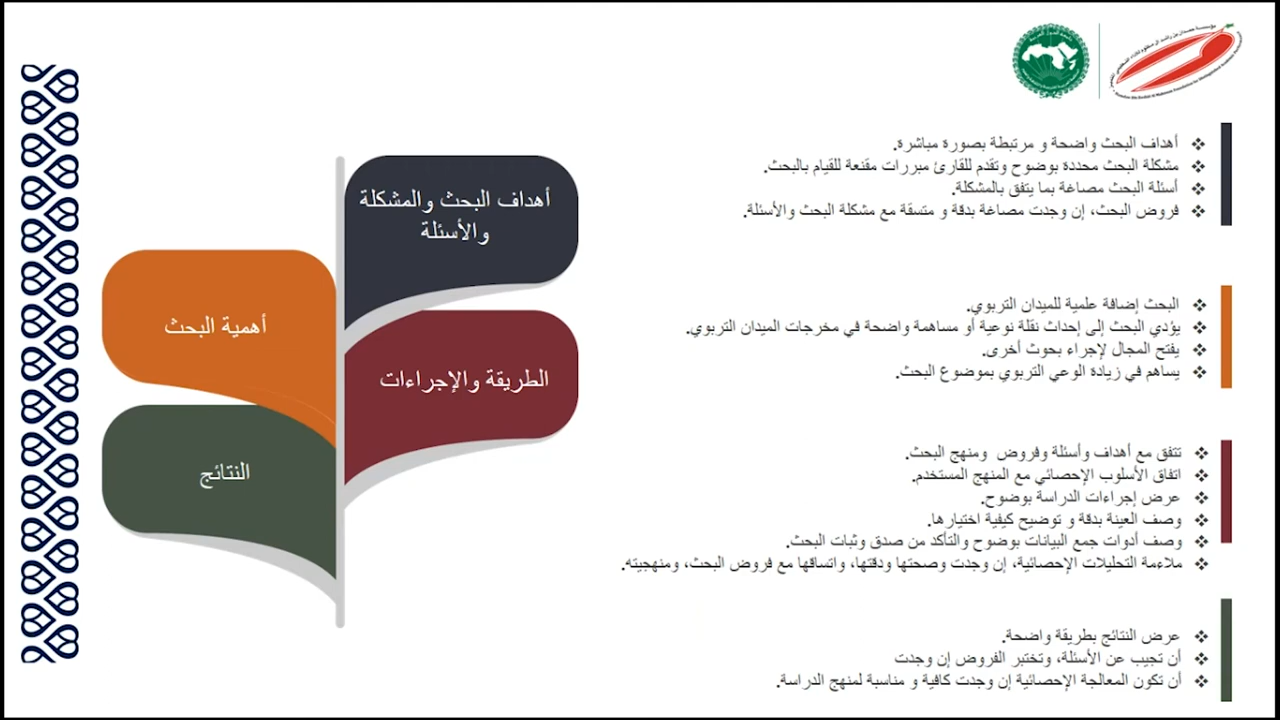 أهداف البحث والمشكلة
والأسئلة
أهمية البحث
الطريقة والإجراءات
النتائج
❖ أهداف البحث واضحة و مرتبطة بصورة مباشرة.
❖ مشكلة البحث محددة بوضوح وتقدم للقارئ مبررات مقنعة للقيام بالبحث.
❖ أسئلة البحث مصاغة بما يتفق بالمشكلة.
❖ فروض البحث، إن وجدت مصاغة بدقة و متسقة مع مشكلة البحث والأسئلة.
❖ البحث إضافة علمية للميدان التربوي.
❖ يؤدي البحث إلى إحداث نقلة نوعية أو مساهمة واضحة في مخرجات الميدان التربوي.
❖ يفتح المجال لإجراء بحوث أخرى.
❖ يساهم في زيادة الوعي التربوي بموضوع البحث.
❖ تتفق مع أهداف وأسئلة وفروض ومنهج البحث.
❖ اتفاق الأسلوب الإحصائي مع المنهج المستخدم.
❖ عرض إجراءات الدراسة بوضوح.
❖ وصف العينة بدقة و توضيح كيفية اختيارها.
❖ وصف أدوات جمع البيانات بوضوح والتأكد من صدق وثبات البحث.
❖ ملاءمة التحليلات الإحصائية، إن وجدت وصحتها ودقتها، واتساقها مع فروض البحث، ومنهجيته.
❖ عرض النتائج بطريقة واضحة.
❖ أن تجيب عن الأسئلة، وتختبر الفروض إن وجدت
❖ أن تكون المعالجة الإحصائية إن وجدت كافية و مناسبة لمنهج الدراسة.